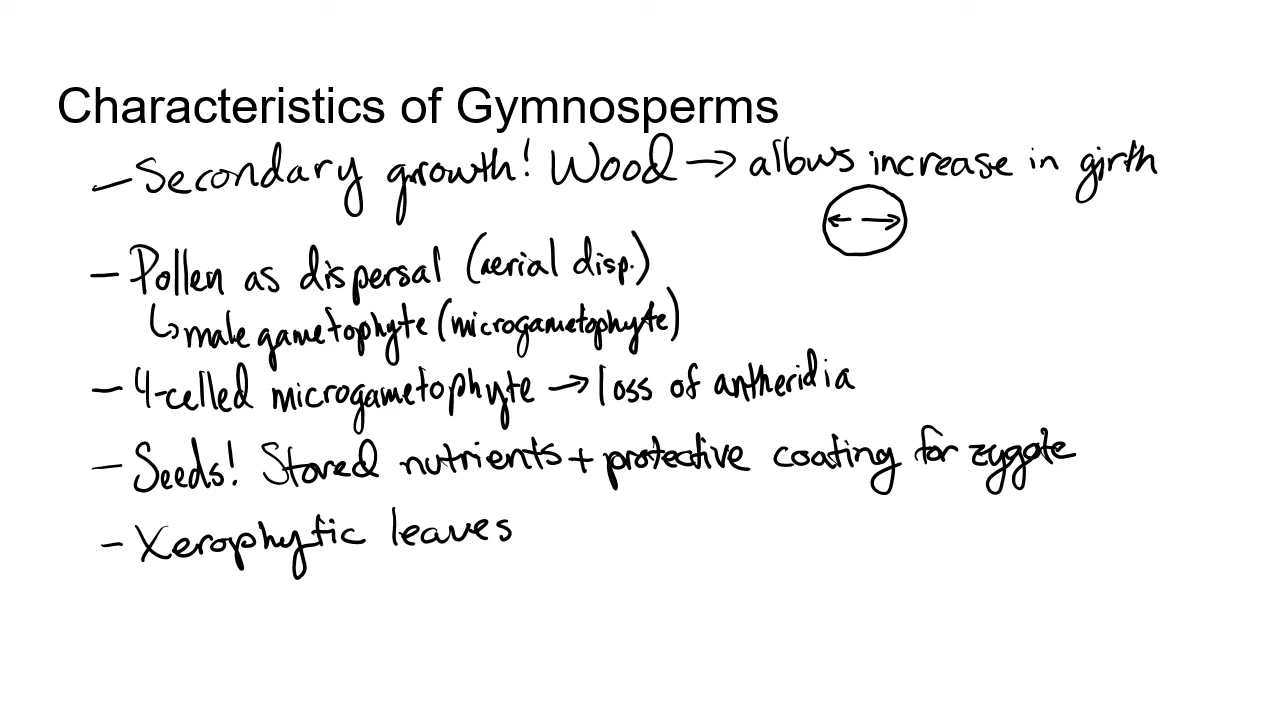 Characteristics of Gymnosperms
- Secondary growth! Wood → allows increase in girth
- Pollen as dispersal (aerial disp.)
↳ male gametophyte (microgametophyte)
- 4-celled microgametophyte → loss of antheridia
- Seeds! Stored nutrients + protective coating for zygote
- Xerophytic leaves